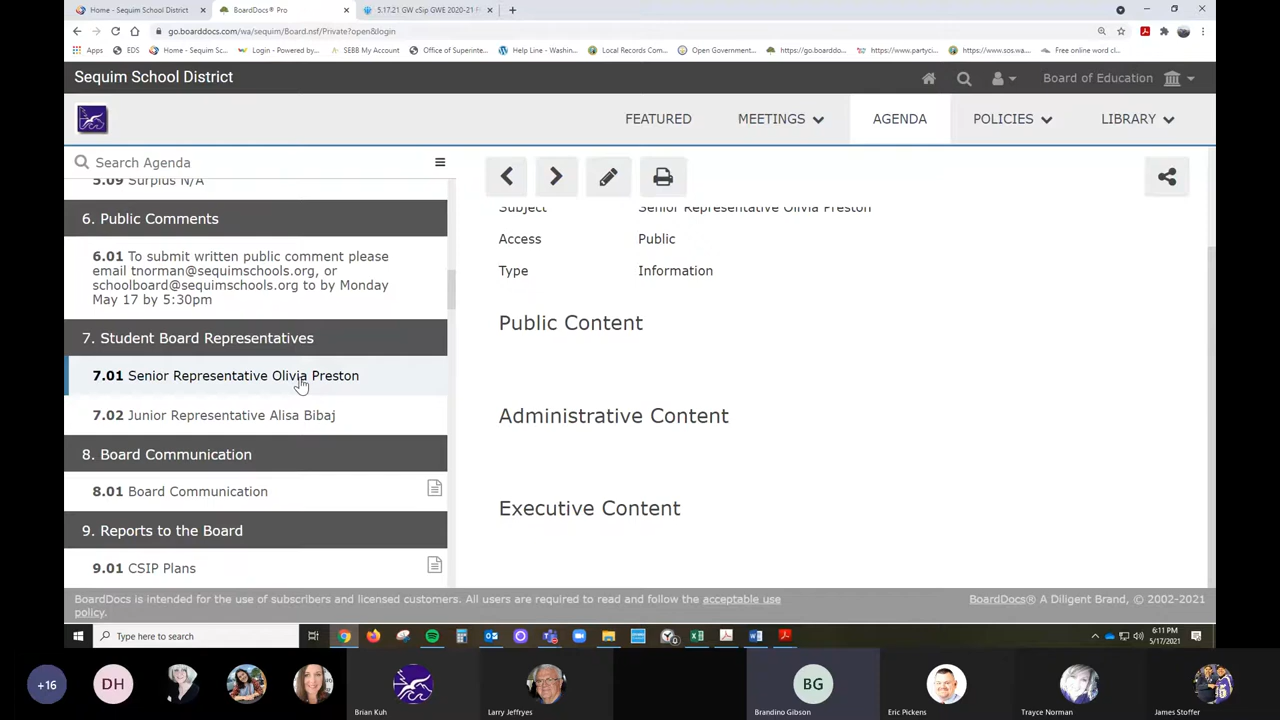 Home - Sequim School District
BoardDocs® Pro
5.17.21 GW cSip GWE 2020-21 F
go.boarddocs.com/wa/sequim/Board.nsf/Private?open&login
Apps
EDS
Home - Sequim Sc...
Login - Powered by...
SEBB My Account
Office of Superinte...
Help Line - Washin...
Local Records Com...
Open Government...
https://go.boarddo...
https://www.partyci...
https://www.sos.wa...
Free online word cl...
Sequim School District
Board of Education
FEATURED
MEETINGS
AGENDA
POLICIES
LIBRARY
Search Agenda
5.09 Surplus N/A
6. Public Comments
6.01 To submit written public comment please
email tnorman@sequimschools.org, or
schoolboard@sequimschools.org to by Monday
May 17 by 5:30pm
7. Student Board Representatives
7.01 Senior Representative Olivia Preston
7.02 Junior Representative Alisa Bibaj
8. Board Communication
8.01 Board Communication
9. Reports to the Board
9.01 CSIP Plans
Subject Senior Representative Olivia Preston
Access Public
Type Information
Public Content
Administrative Content
Executive Content
BoardDocs is intended for the use of subscribers and licensed customers. All users are required to read and follow the acceptable use
policy.
BoardDocs® A Diligent Brand, © 2002-2021
Type here to search
6:11 PM
5/17/2021
+16
DH
BG
Brian Kuh
Larry Jeffryes
Brandino Gibson
Eric Pickens
Trayce Norman
James Stoffer